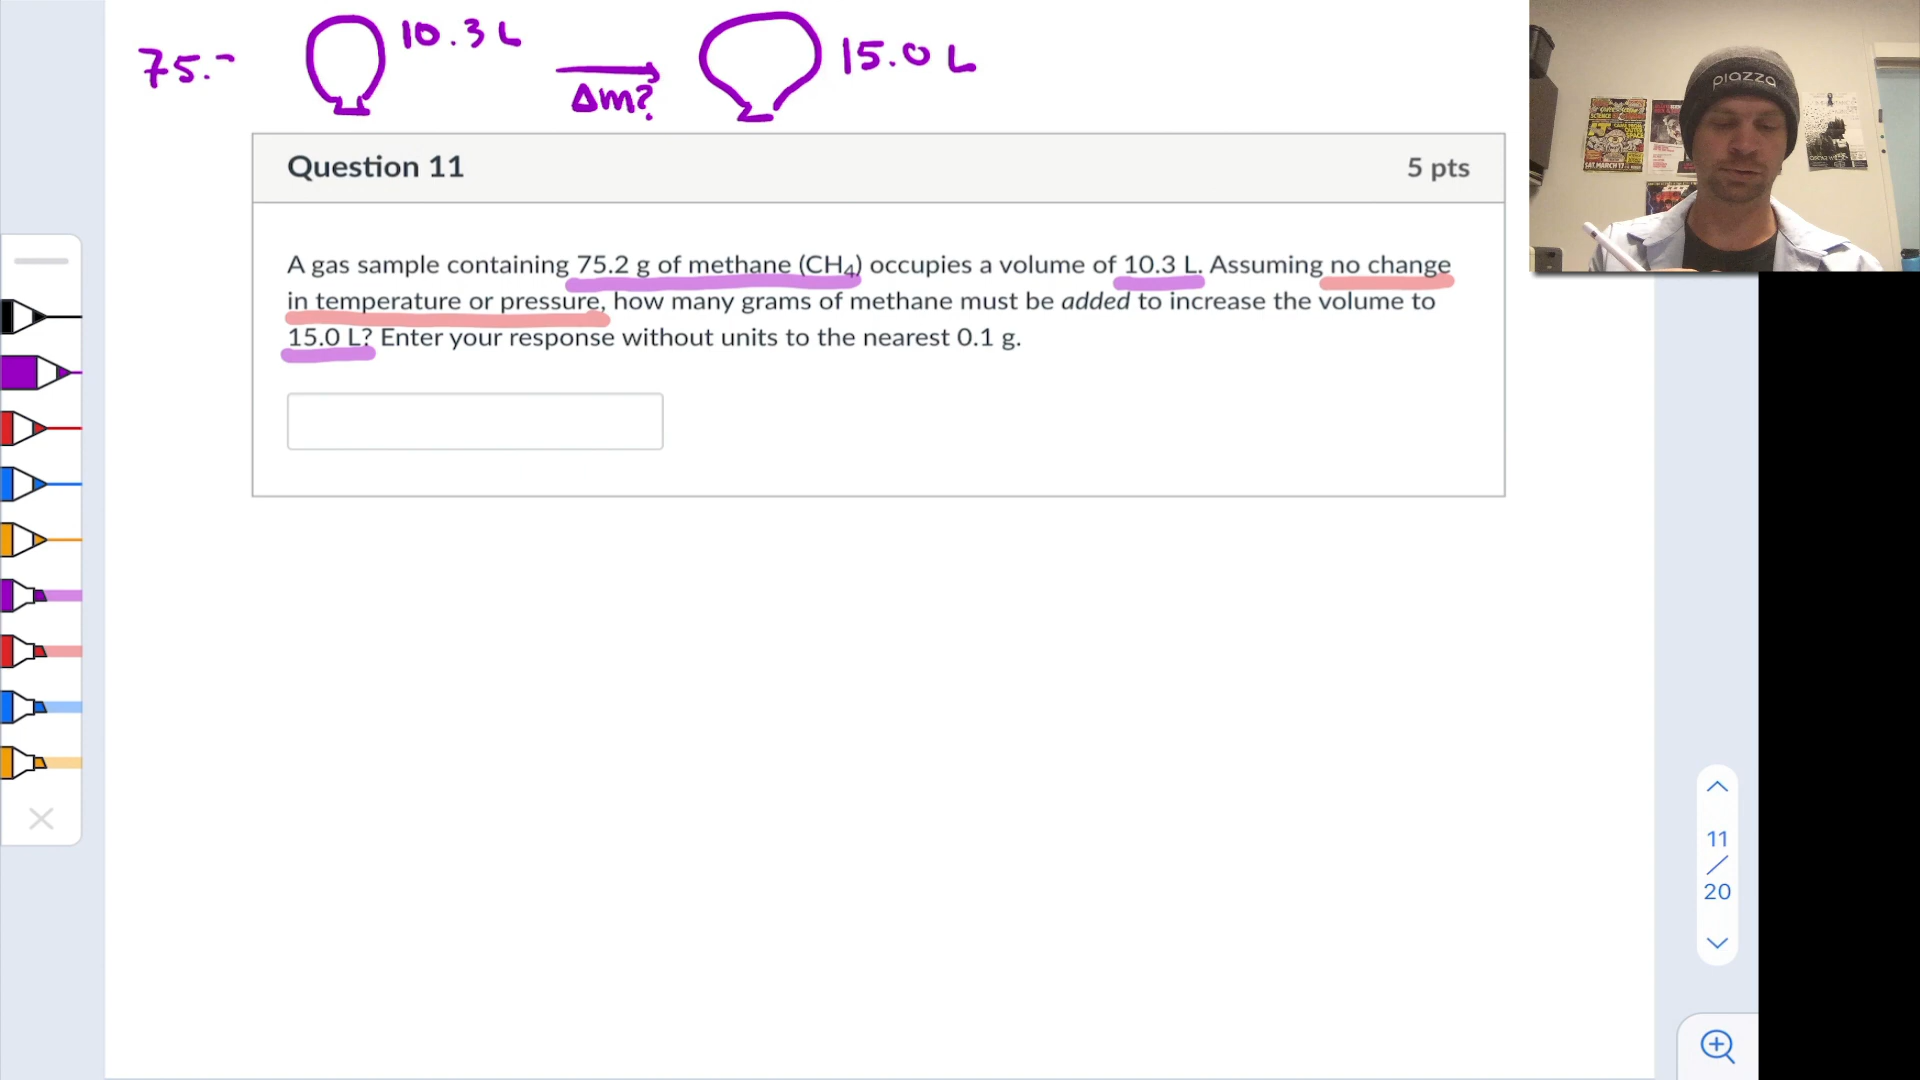 10.3 L
75.
15.0 L
Δm?
piazza
Question 11
5 pts
A gas sample containing 75.2 g of methane (CH₄) occupies a volume of 10.3 L. Assuming no change
in temperature or pressure, how many grams of methane must be added to increase the volume to
15.0 L? Enter your response without units to the nearest 0.1 g.
11
/
20